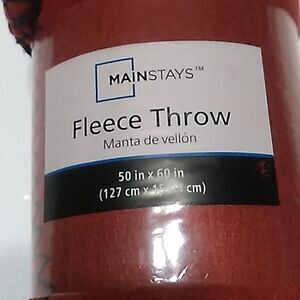 MAINSTAYS™
Fleece Throw
Manta de vellón
50 in x 60 in
(127 cm x cm)